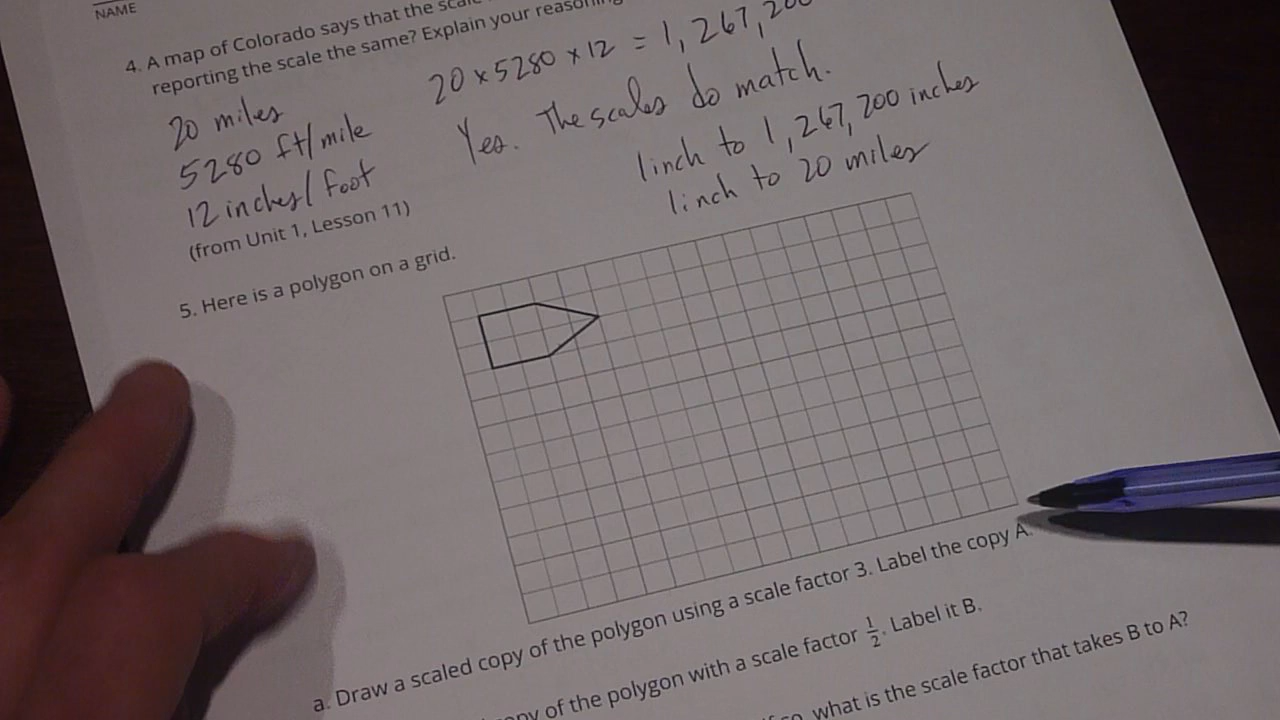 NAME
4. A map of Colorado says that the scale
reporting the scale the same? Explain your reasoning
20 miles
5280 ft/mile
12 inches/foot
20 x 5280 x 12 = 1,267,200
Yes. The scales do match.
1 inch to 1,267,200 inches
1 inch to 20 miles
(from Unit 1, Lesson 11)
5. Here is a polygon on a grid.
a. Draw a scaled copy of the polygon using a scale factor 3. Label the copy A.
of the polygon with a scale factor 1/2. Label it B.
what is the scale factor that takes B to A?